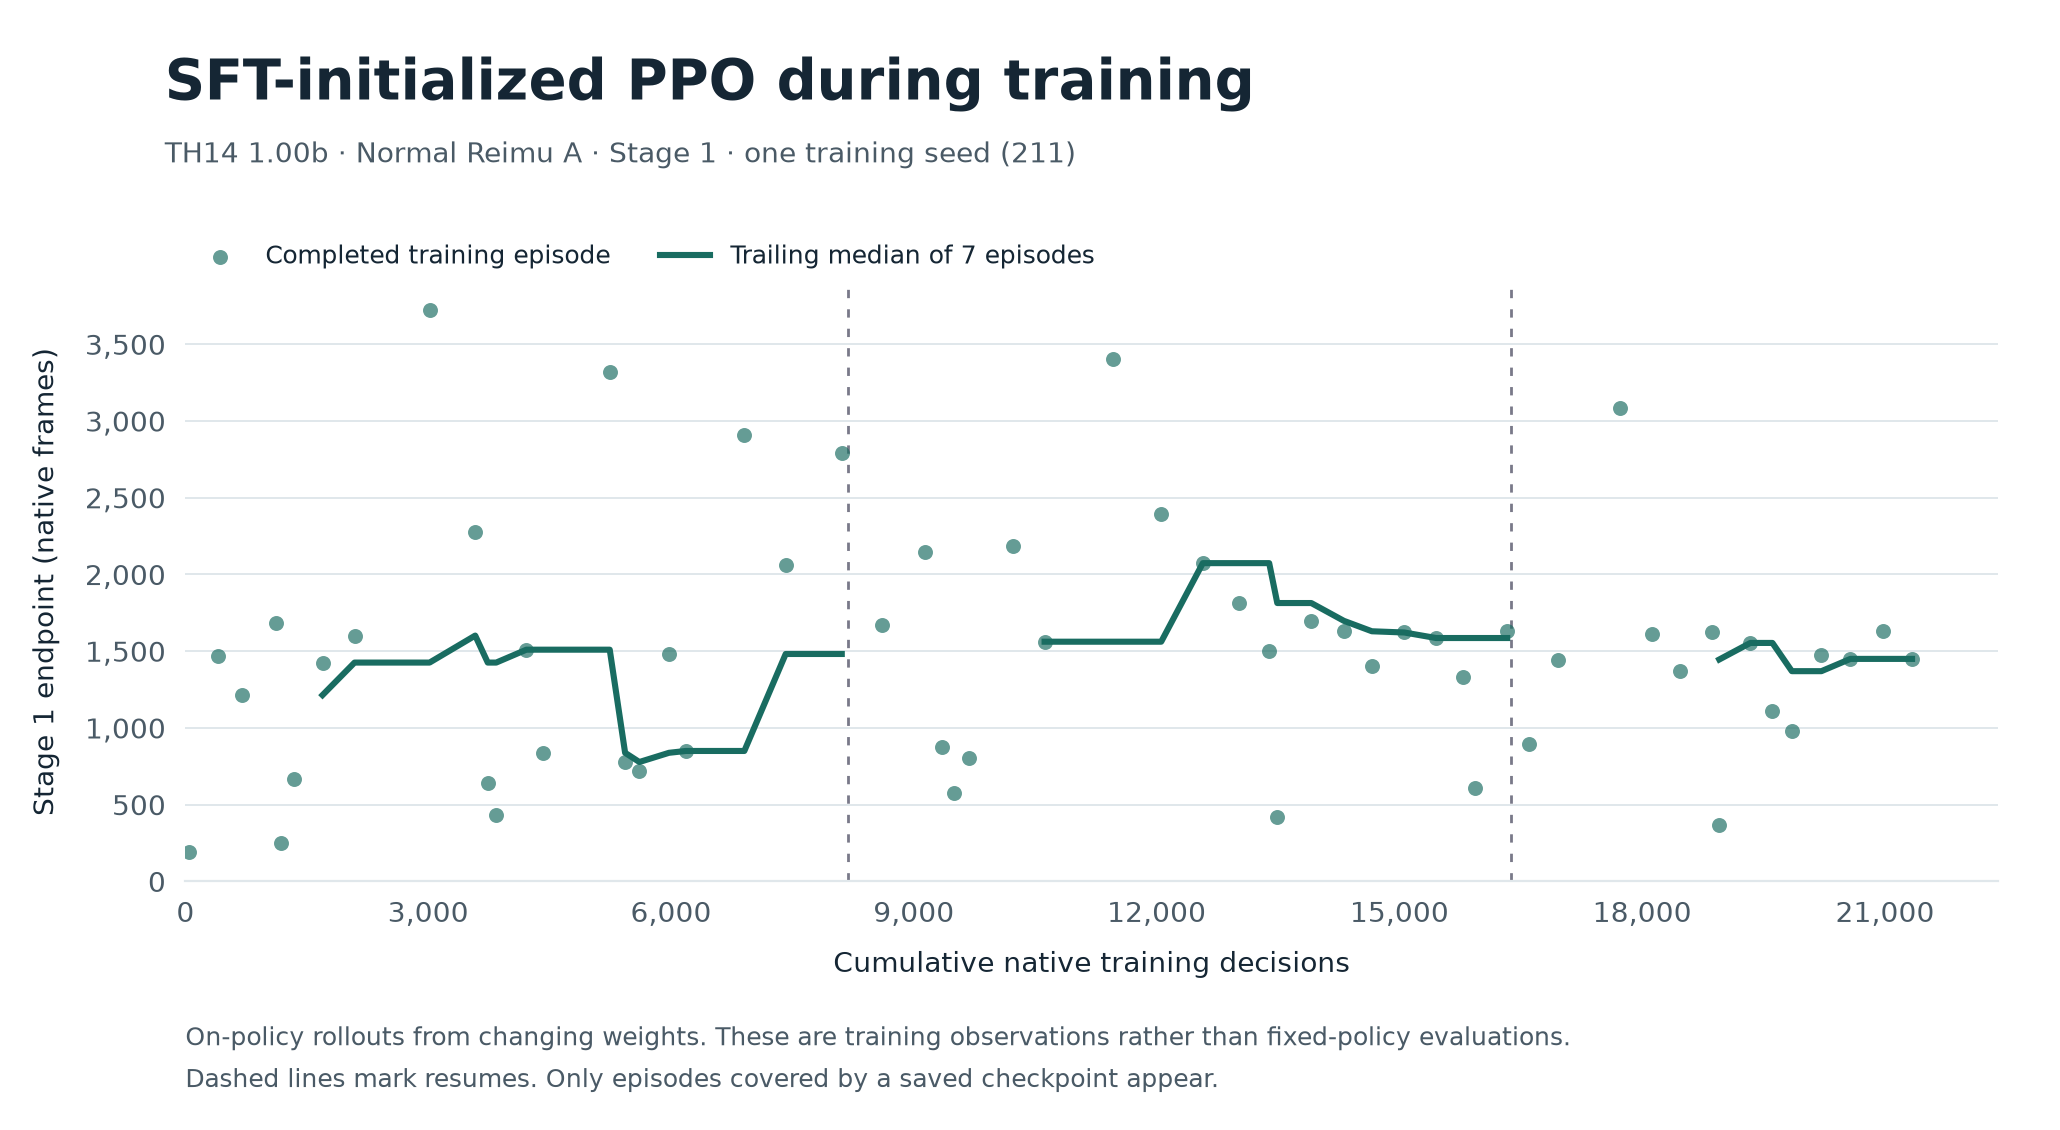 SFT-initialized PPO during training
TH14 1.00b · Normal Reimu A · Stage 1 · one training seed (211)
Completed training episode
Trailing median of 7 episodes
Stage 1 endpoint (native frames)
3,500
3,000
2,500
2,000
1,500
1,000
500
0
0 3,000 6,000 9,000 12,000 15,000 18,000 21,000
Cumulative native training decisions
On-policy rollouts from changing weights. These are training observations rather than fixed-policy evaluations.
Dashed lines mark resumes. Only episodes covered by a saved checkpoint appear.